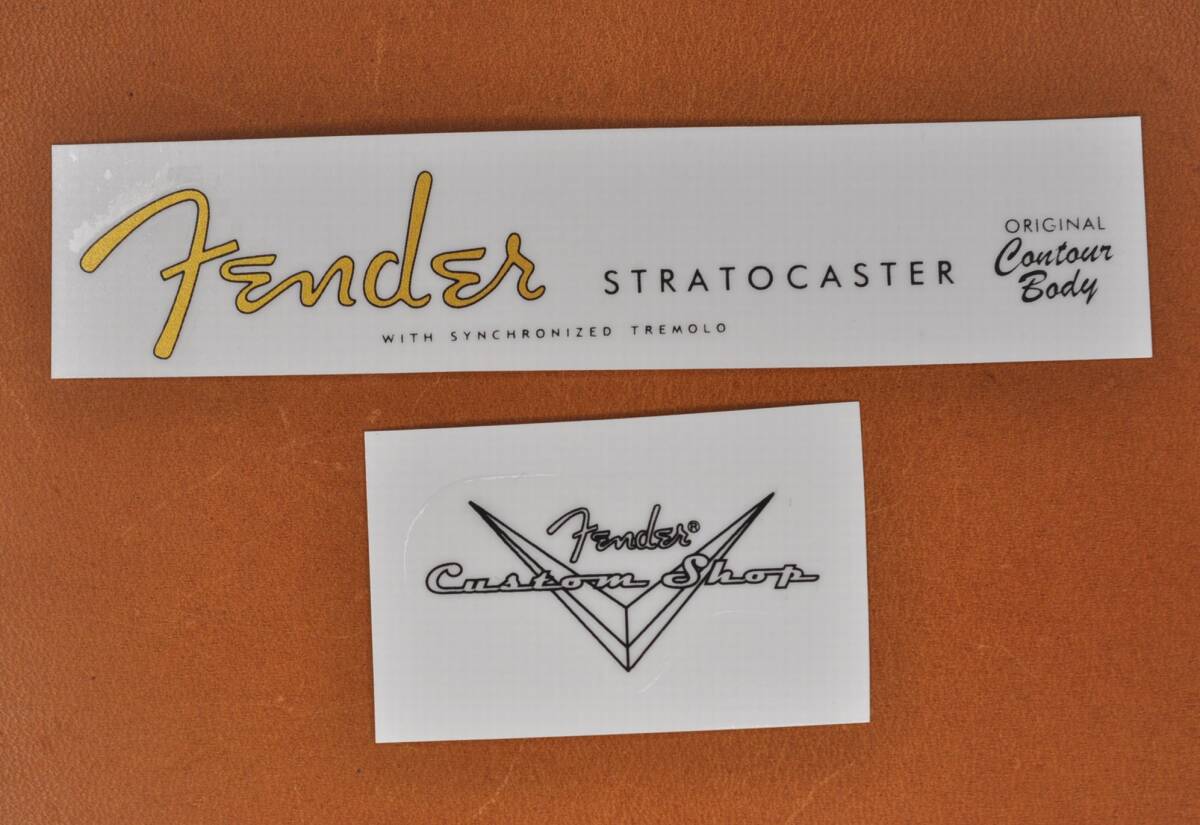 Fender STRATOCASTER
WITH SYNCHRONIZED TREMOLO
ORIGINAL
Contour
Body
Fender®
Custom Shop